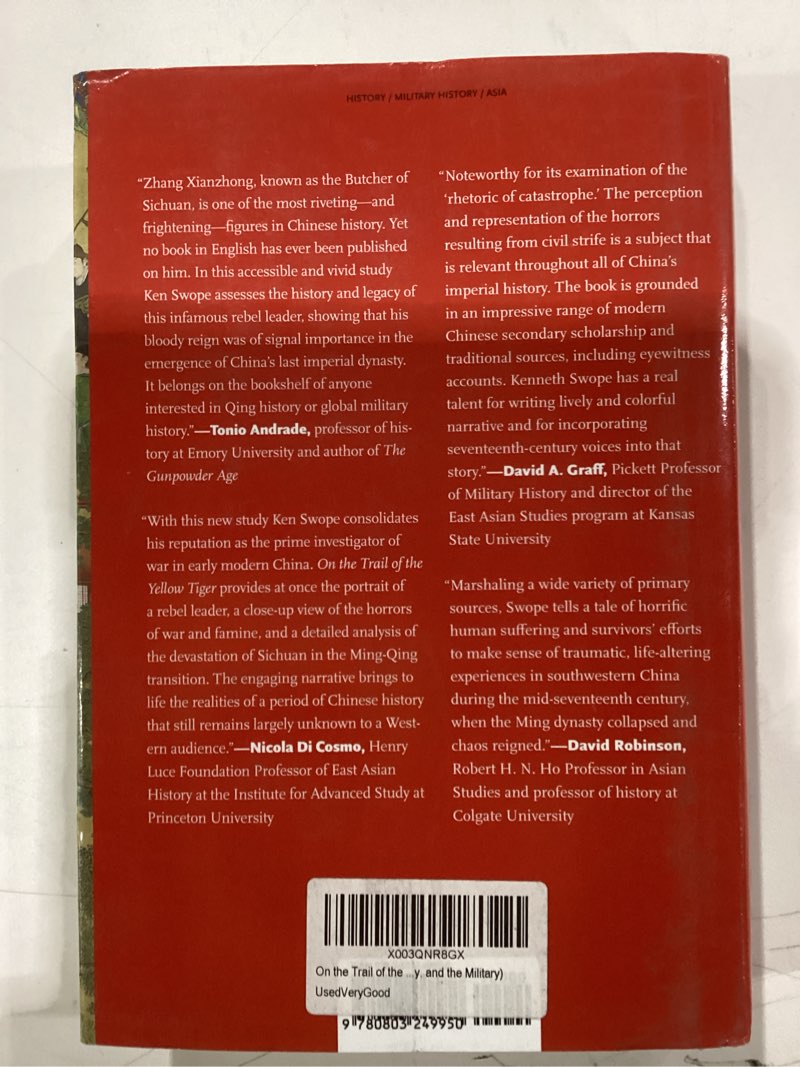 HISTORY / MILITARY HISTORY / ASIA
“Zhang Xianzhong, known as the Butcher of
Sichuan, is one of the most riveting—and
frightening—figures in Chinese history. Yet
no book in English has ever been published
on him. In this accessible and vivid study
Ken Swope assesses the history and legacy of
this infamous rebel leader, showing that his
bloody reign was of signal importance in the
emergence of China’s last imperial dynasty.
It belongs on the bookshelf of anyone
interested in Qing history or global military
history.”—Tonio Andrade, professor of his-
tory at Emory University and author of The
Gunpowder Age
“With this new study Ken Swope consolidates
his reputation as the prime investigator of
war in early modern China. On the Trail of the
Yellow Tiger provides at once the portrait of
a rebel leader, a close-up view of the horrors
of war and famine, and a detailed analysis of
the devastation of Sichuan in the Ming-Qing
transition. The engaging narrative brings to
life the realities of a period of Chinese history
that still remains largely unknown to a West-
ern audience.”—Nicola Di Cosmo, Henry
Luce Foundation Professor of East Asian
History at the Institute for Advanced Study at
Princeton University
“Noteworthy for its examination of the
‘rhetoric of catastrophe.’ The perception
and representation of the horrors
resulting from civil strife is a subject that
is relevant throughout all of China’s
imperial history. The book is grounded
in an impressive range of modern
Chinese secondary scholarship and
traditional sources, including eyewitness
accounts. Kenneth Swope has a real
talent for writing lively and colorful
narrative and for incorporating
seventeenth-century voices into that
story.”—David A. Graff, Pickett Professor
of Military History and director of the
East Asian Studies program at Kansas
State University
“Marshaling a wide variety of primary
sources, Swope tells a tale of horrific
human suffering and survivors’ efforts
to make sense of traumatic, life-altering
experiences in southwestern China
during the mid-seventeenth century,
when the Ming dynasty collapsed and
chaos reigned.”—David Robinson,
Robert H. N. Ho Professor in Asian
Studies and professor of history at
Colgate University
X003QNR8GX
On the Trail of the ...y, and the Military)
UsedVeryGood
9 780803 249950